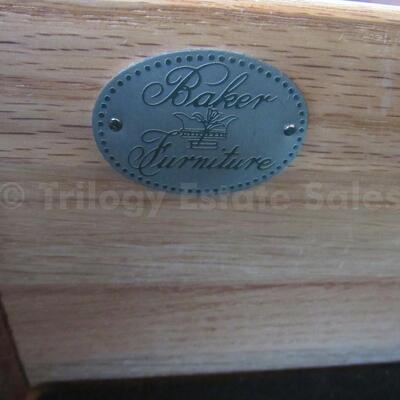 Baker
Furniture
© Trilogy Estate Sales